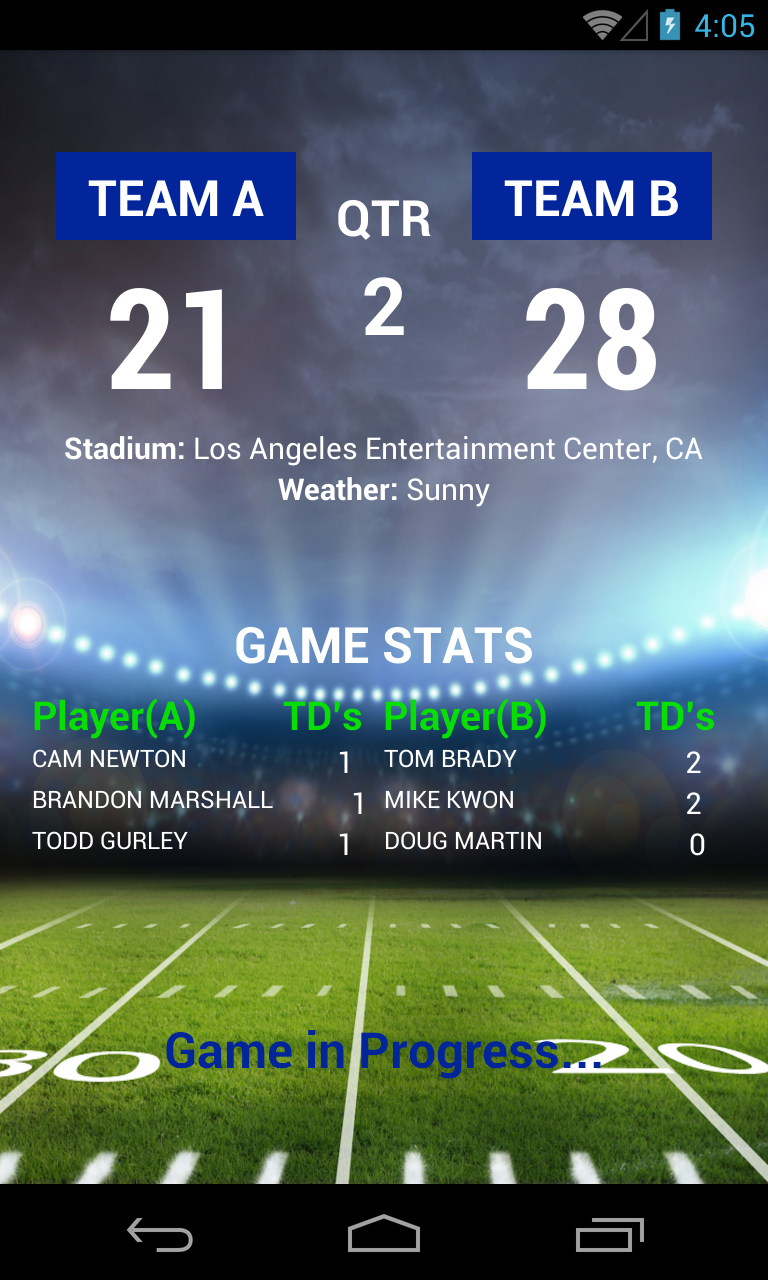 4:05
TEAM A
QTR
TEAM B
21
2
28
Stadium: Los Angeles Entertainment Center, CA
Weather: Sunny
GAME STATS
Player(A) TD's Player(B) TD's
CAM NEWTON 1 TOM BRADY 2
BRANDON MARSHALL 1 MIKE KWON 2
TODD GURLEY 1 DOUG MARTIN 0
Game in Progress...
30 20